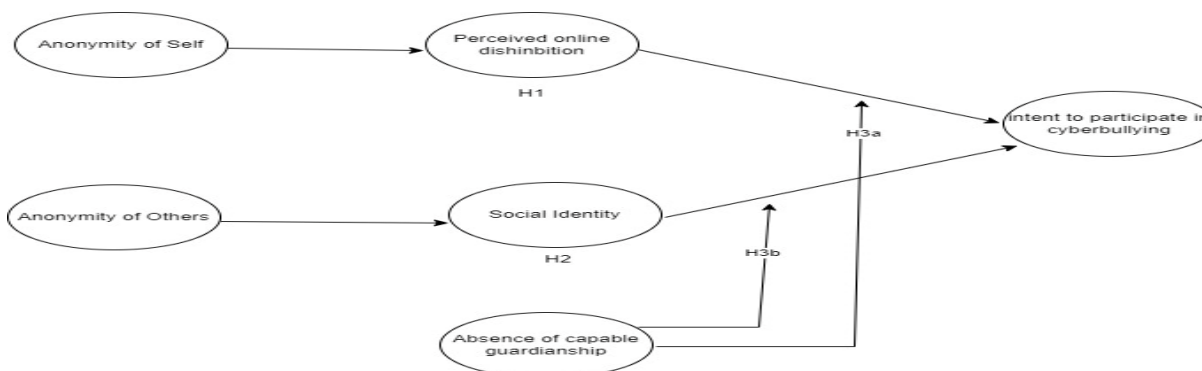 Anonymity of Self
Perceived online
dishinbition
H1
Intent to participate in
cyberbullying
H3a
Anonymity of Others
Social Identity
H2
H3b
Absence of capable
guardianship